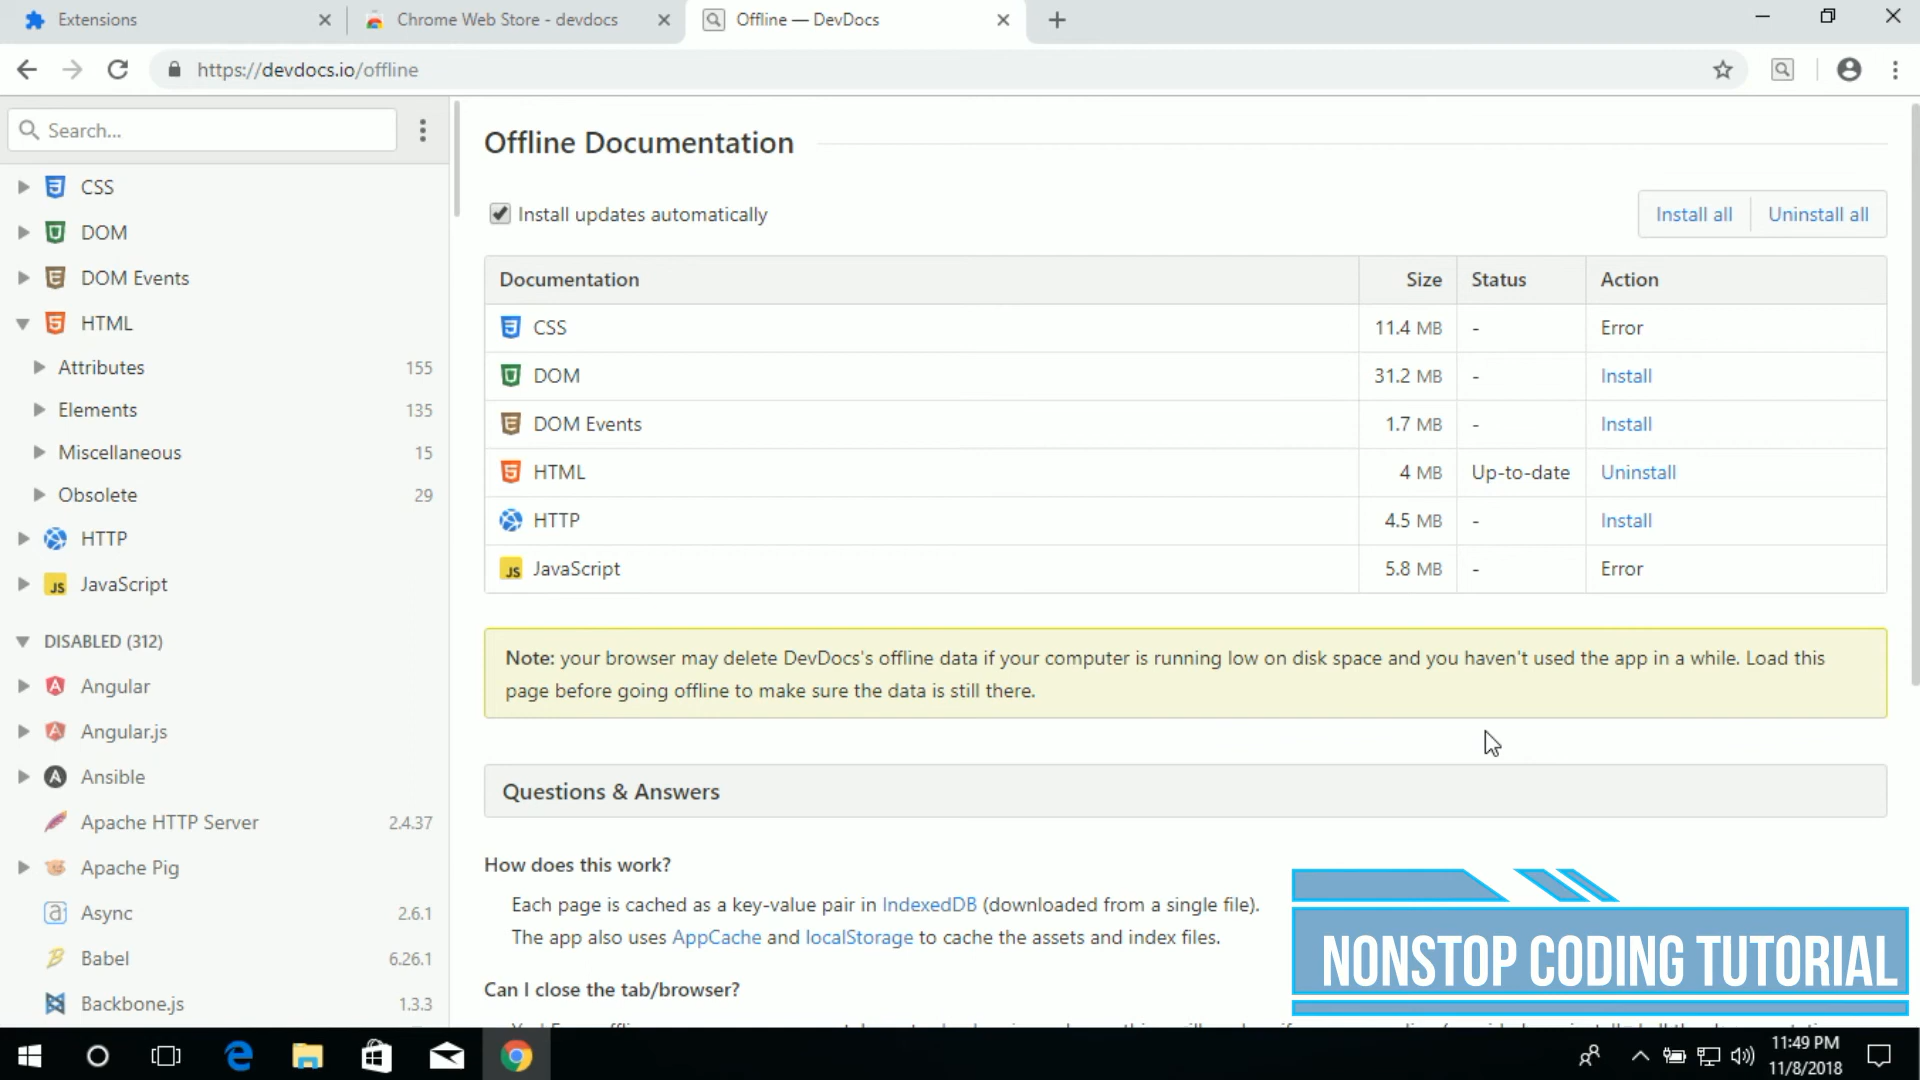 Extensions
Chrome Web Store - devdocs
Offline — DevDocs
https://devdocs.io/offline
Search...
CSS
DOM
DOM Events
HTML
Attributes 155
Elements 135
Miscellaneous 15
Obsolete 29
HTTP
JavaScript
DISABLED (312)
Angular
Angular.js
Ansible
Apache HTTP Server 2.4.37
Apache Pig
Async 2.6.1
Babel 6.26.1
Backbone.js 1.3.3
Offline Documentation
Install updates automatically
Install all Uninstall all
Documentation Size Status Action
CSS 11.4 MB - Error
DOM 31.2 MB - Install
DOM Events 1.7 MB - Install
HTML 4 MB Up-to-date Uninstall
HTTP 4.5 MB - Install
JavaScript 5.8 MB - Error
Note: your browser may delete DevDocs's offline data if your computer is running low on disk space and you haven't used the app in a while. Load this
page before going offline to make sure the data is still there.
Questions & Answers
How does this work?
Each page is cached as a key-value pair in IndexedDB (downloaded from a single file).
The app also uses AppCache and localStorage to cache the assets and index files.
Can I close the tab/browser?
NONSTOP CODING TUTORIAL
11:49 PM
11/8/2018